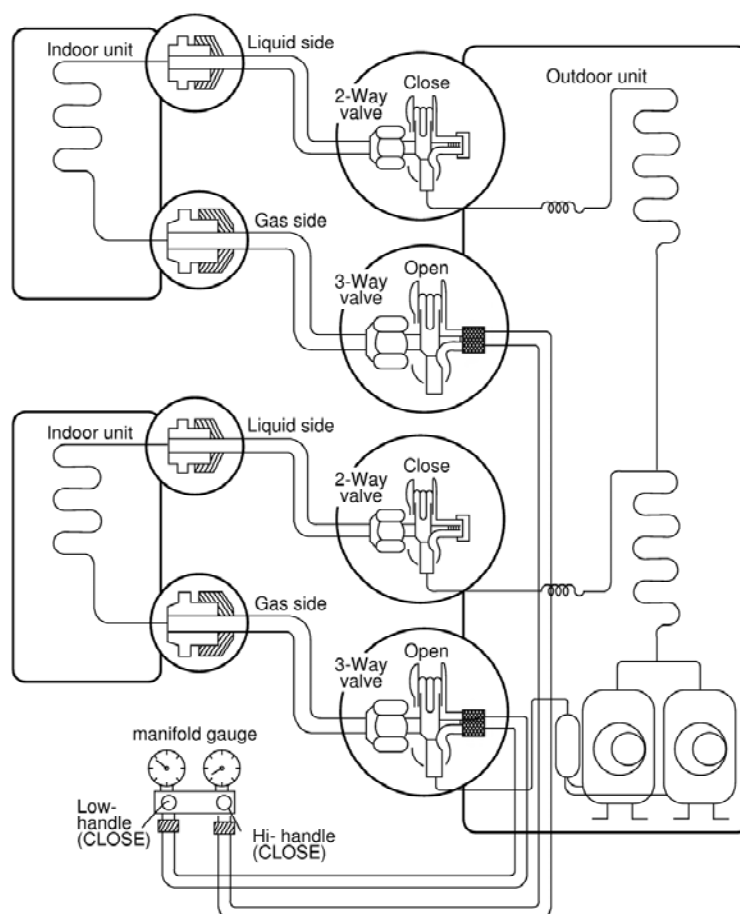 Indoor unit
Liquid side
2-Way
valve
Close
Outdoor unit
Gas side
3-Way
valve
Open
Indoor unit
Liquid side
2-Way
valve
Close
Gas side
3-Way
valve
Open
manifold gauge
Low-
handle
(CLOSE)
Hi- handle
(CLOSE)